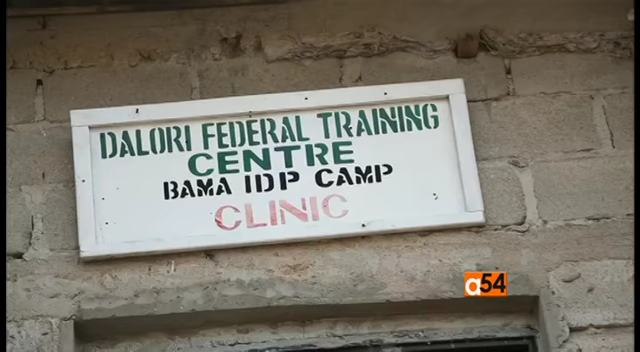 DALORI FEDERAL TRAINING
CENTRE
BAMA IDP CAMP
CLINIC
a54